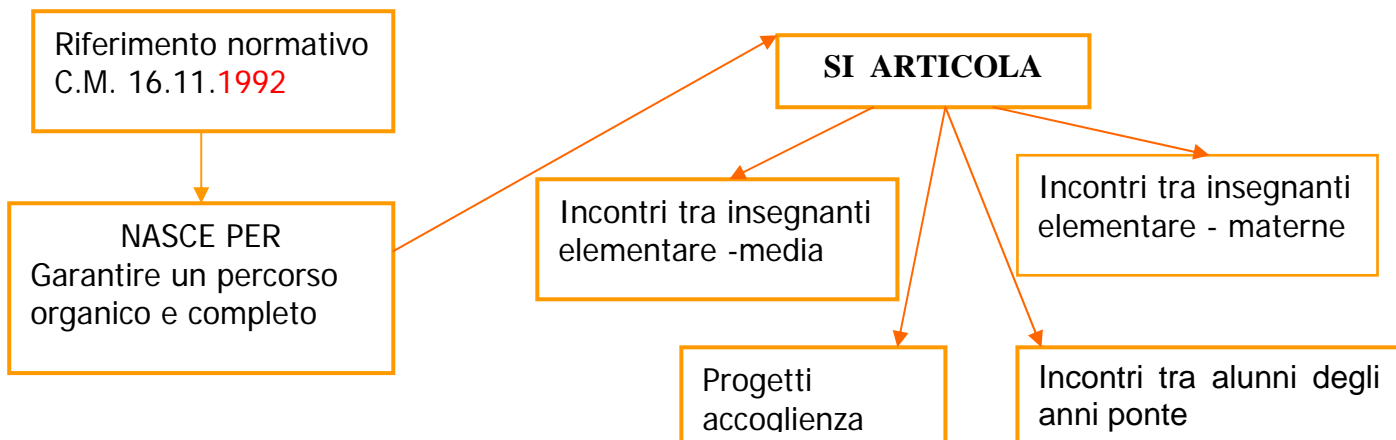 Riferimento normativo
C.M. 16.11.1992
NASCE PER
Garantire un percorso
organico e completo
SI ARTICOLA
Incontri tra insegnanti
elementare -media
Incontri tra insegnanti
elementare - materne
Progetti
accoglienza
Incontri tra alunni degli
anni ponte